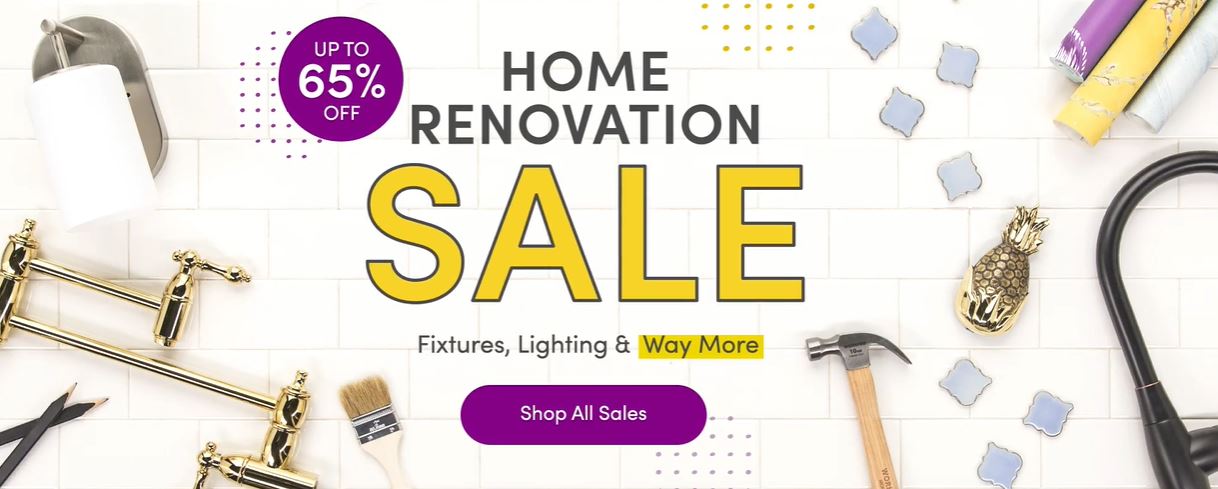 UP TO
65%
OFF
HOME
RENOVATION
SALE
Fixtures, Lighting & Way More
Shop All Sales